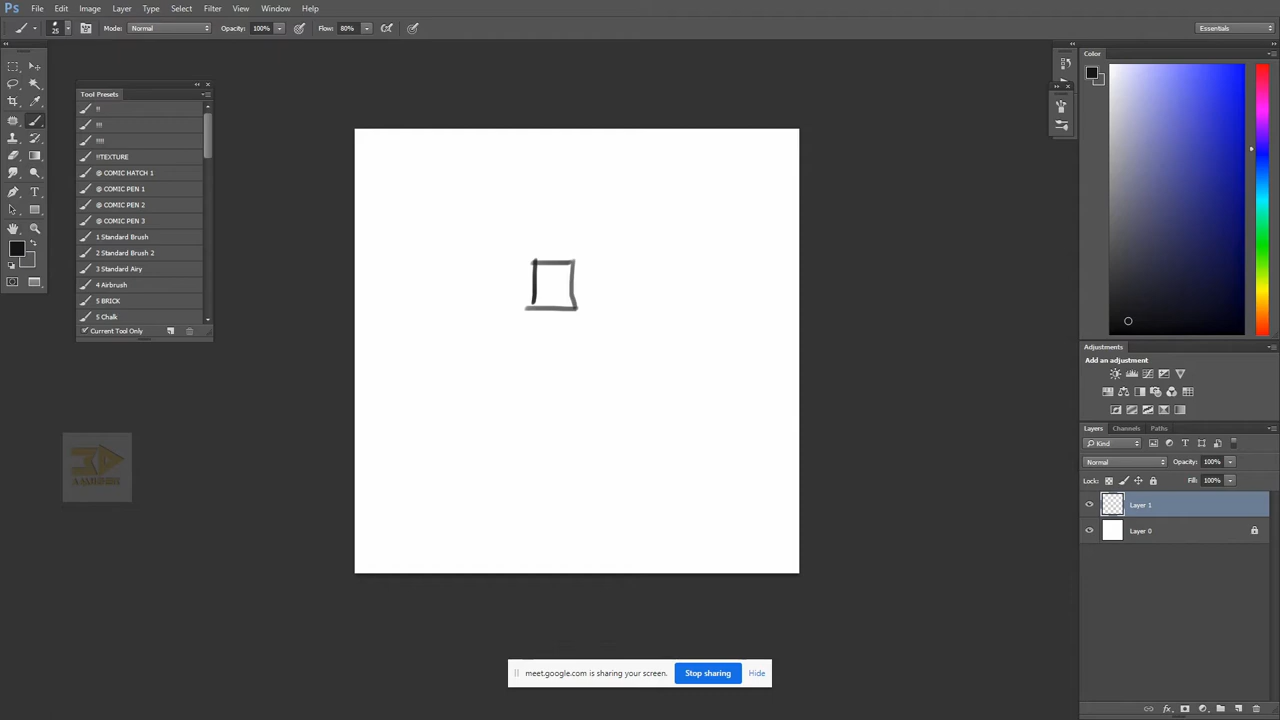 Ps File Edit Image Layer Type Select Filter View Window Help
25 Mode: Normal Opacity: 100% Flow: 80% Essentials
Tool Presets
!!
!!!
!!!!
!!TEXTURE
@ COMIC HATCH 1
@ COMIC PEN 1
@ COMIC PEN 2
@ COMIC PEN 3
1 Standard Brush
2 Standard Brush 2
3 Standard Airy
4 Airbrush
5 BRICK
5 Chalk
Current Tool Only
Color
Adjustments
Add an adjustment
Layers Channels Paths
Kind
Normal Opacity: 100%
Lock: Fill: 100%
Layer 1
Layer 0
meet.google.com is sharing your screen. Stop sharing Hide